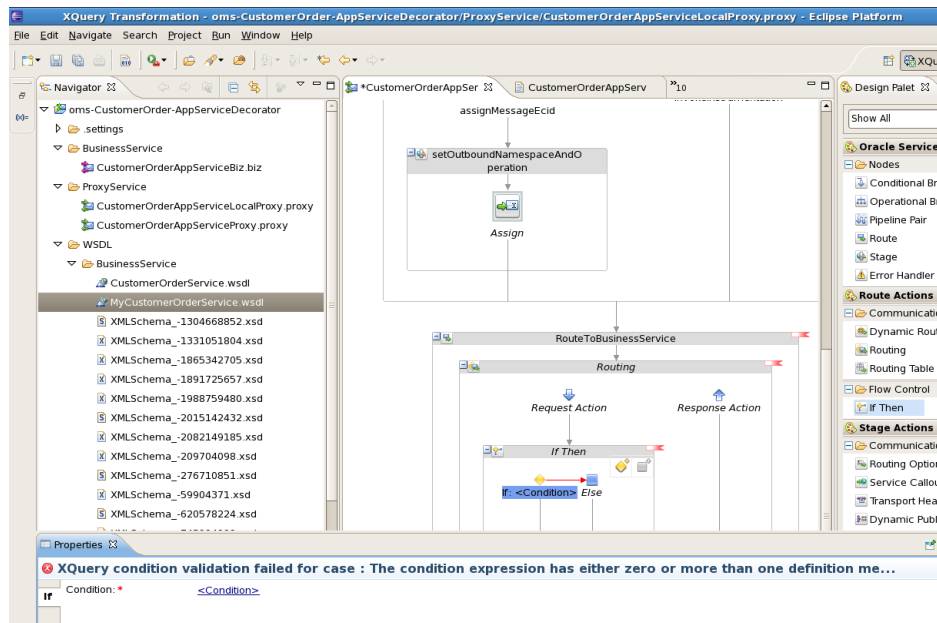 XQuery Transformation - oms-CustomerOrder-AppServiceDecorator/ProxyService/CustomerOrderAppServiceLocalProxy.proxy - Eclipse Platform
File Edit Navigate Search Project Run Window Help
XQu
Navigator
oms-CustomerOrder-AppServiceDecorator
.settings
BusinessService
CustomerOrderAppServiceBiz.biz
ProxyService
CustomerOrderAppServiceLocalProxy.proxy
CustomerOrderAppServiceProxy.proxy
WSDL
BusinessService
CustomerOrderService.wsdl
MyCustomerOrderService.wsdl
XMLSchema_-1304668852.xsd
XMLSchema_-1331051804.xsd
XMLSchema_-1865342705.xsd
XMLSchema_-1891725657.xsd
XMLSchema_-1988759480.xsd
XMLSchema_-2015142432.xsd
XMLSchema_-2082149185.xsd
XMLSchema_-209704098.xsd
XMLSchema_-276710851.xsd
XMLSchema_-59904371.xsd
XMLSchema_-620578224.xsd
*CustomerOrderAppSer
CustomerOrderAppServ
»10
assignMessageEcid
setOutboundNamespaceAndO
peration
Assign
RouteToBusinessService
Routing
Request Action
Response Action
If Then
If: <Condition> Else
Design Palet
Show All
Oracle Service
Nodes
Conditional Br
Operational B
Pipeline Pair
Route
Stage
Error Handler
Route Actions
Communicatio
Dynamic Rout
Routing
Routing Table
Flow Control
If Then
Stage Actions
Communicatio
Routing Optio
Service Callou
Transport Hea
Dynamic Publ
Properties
XQuery condition validation failed for case : The condition expression has either zero or more than one definition me...
If
Condition: *
<Condition>